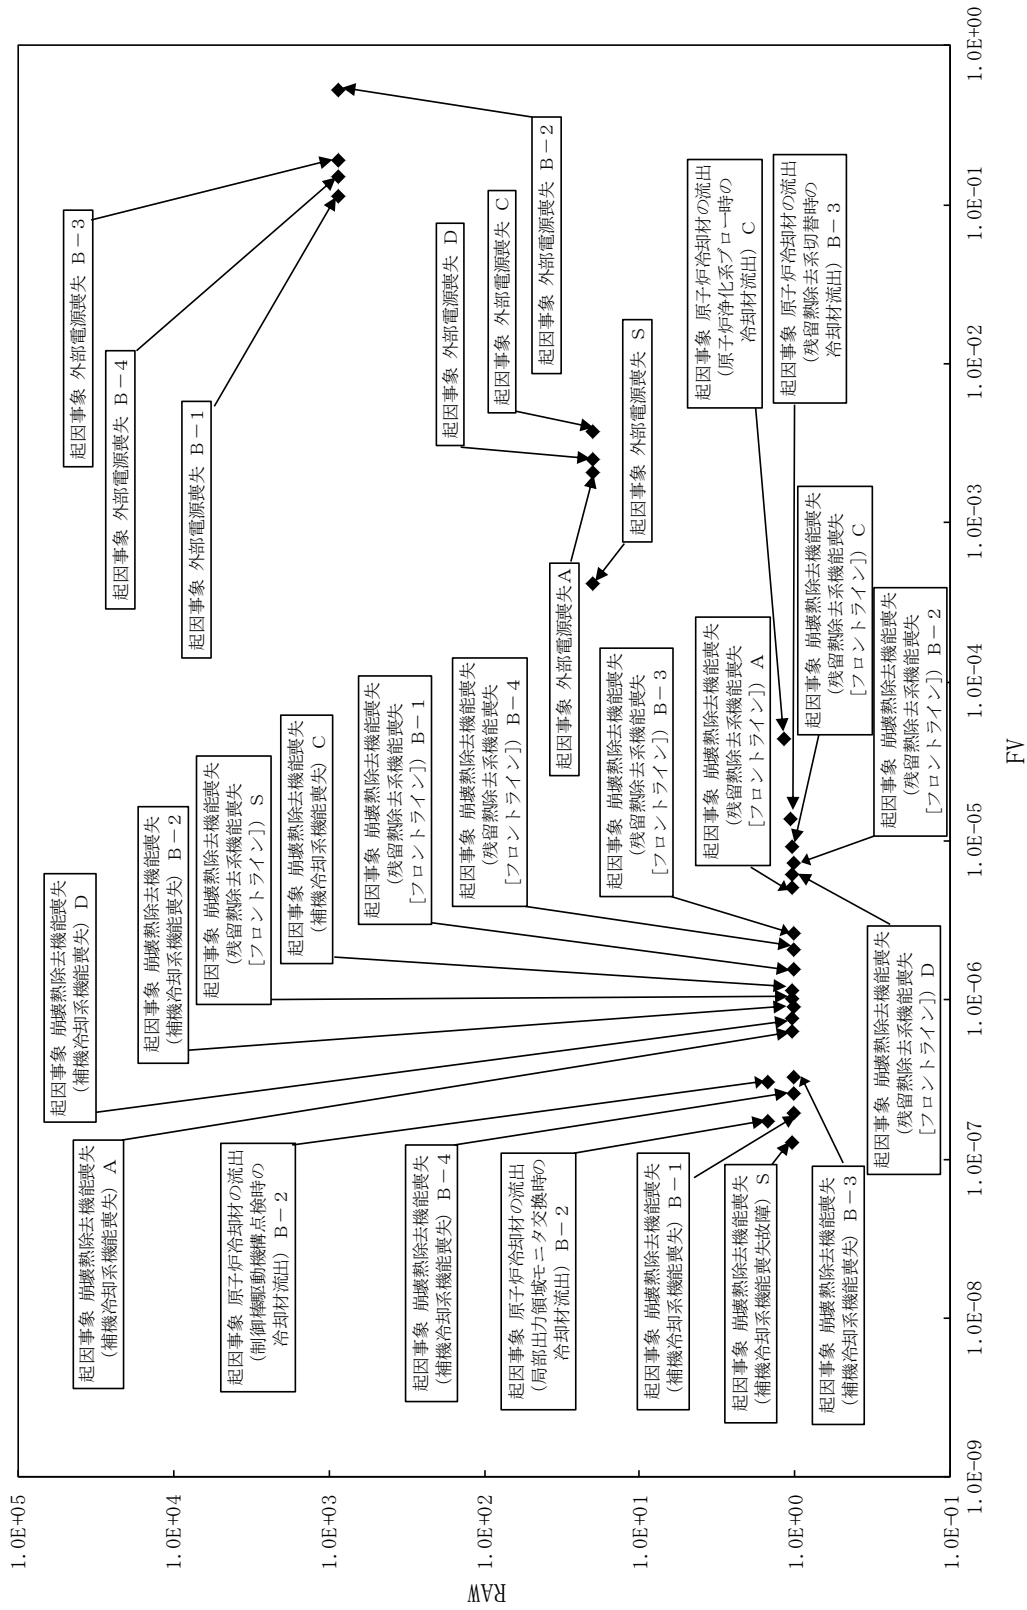 1.0E+05
1.0E+04
1.0E+03
1.0E+02
1.0E+01
1.0E+00
1.0E-01
RAW
1.0E-09
1.0E-08
1.0E-07
1.0E-06
1.0E-05
1.0E-04
1.0E-03
1.0E-02
1.0E-01
1.0E+00
FV
起因事象 崩壊熱除去機能喪失
(補機冷却系機能喪失) D
起因事象 崩壊熱除去機能喪失
(補機冷却系機能喪失) A
起因事象 崩壊熱除去機能喪失
(補機冷却系機能喪失) B－2
起因事象 崩壊熱除去機能喪失
(残留熱除去系機能喪失
[フロントライン]) S
起因事象 原子炉冷却材の流出
(制御棒駆動機構点検時の
冷却材流出) B－2
起因事象 崩壊熱除去機能喪失
(補機冷却系機能喪失) C
起因事象 崩壊熱除去機能喪失
(残留熱除去系機能喪失
[フロントライン]) B－1
起因事象 崩壊熱除去機能喪失
(補機冷却系機能喪失) B－4
起因事象 崩壊熱除去機能喪失
(残留熱除去系機能喪失
[フロントライン]) B－4
起因事象 原子炉冷却材の流出
(局部出力領域モニタ交換時の
冷却材流出) B－2
起因事象 崩壊熱除去機能喪失
(残留熱除去系機能喪失
[フロントライン]) B－3
起因事象 崩壊熱除去機能喪失
(補機冷却系機能喪失) B－1
起因事象 崩壊熱除去機能喪失
(残留熱除去系機能喪失
[フロントライン]) A
起因事象 崩壊熱除去機能喪失
(補機冷却系機能喪失故障) S
起因事象 崩壊熱除去機能喪失
(補機冷却系機能喪失) B－3
起因事象 崩壊熱除去機能喪失
(残留熱除去系機能喪失
[フロントライン]) D
起因事象 崩壊熱除去機能喪失
(残留熱除去系機能喪失
[フロントライン]) B－2
起因事象 崩壊熱除去機能喪失
(残留熱除去系機能喪失
[フロントライン]) C
起因事象 外部電源喪失 B－3
起因事象 外部電源喪失 B－4
起因事象 外部電源喪失 B－1
起因事象 外部電源喪失 D
起因事象 外部電源喪失 C
起因事象 外部電源喪失 B－2
起因事象 外部電源喪失A
起因事象 外部電源喪失 S
起因事象 原子炉冷却材の流出
(原子炉浄化系ブロー時の
冷却材流出) C
起因事象 原子炉冷却材の流出
(残留熱除去系切替時の
冷却材流出) B－3